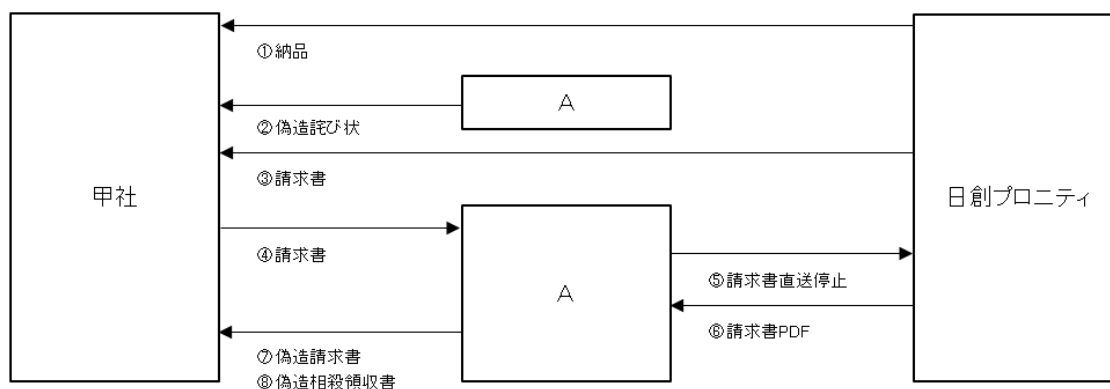 ①納品
A
②偽造詫び状
③請求書
甲社
日創プロニティ
④請求書
A
⑤請求書直送停止
⑥請求書PDF
⑦偽造請求書
⑧偽造相殺領収書